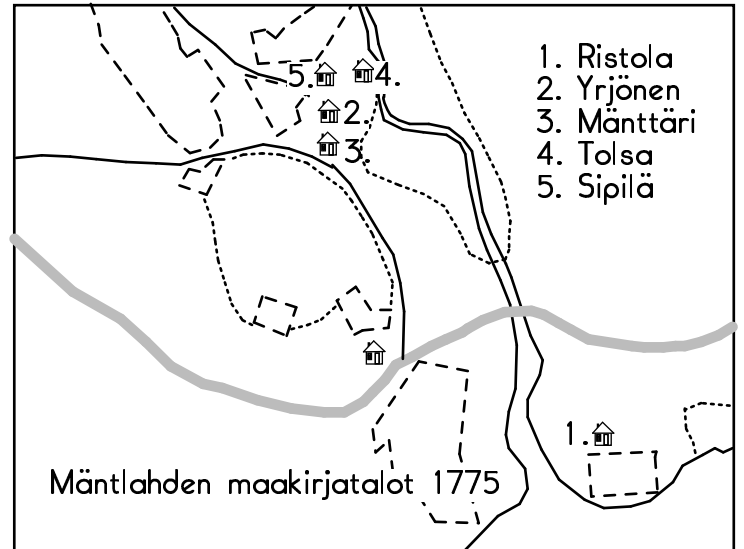 5. 4.
2.
3.
1. Ristola
2. Yrjönen
3. Mänttäri
4. Tolsa
5. Sipilä
1.
Mäntlahden maakirjatalot 1775